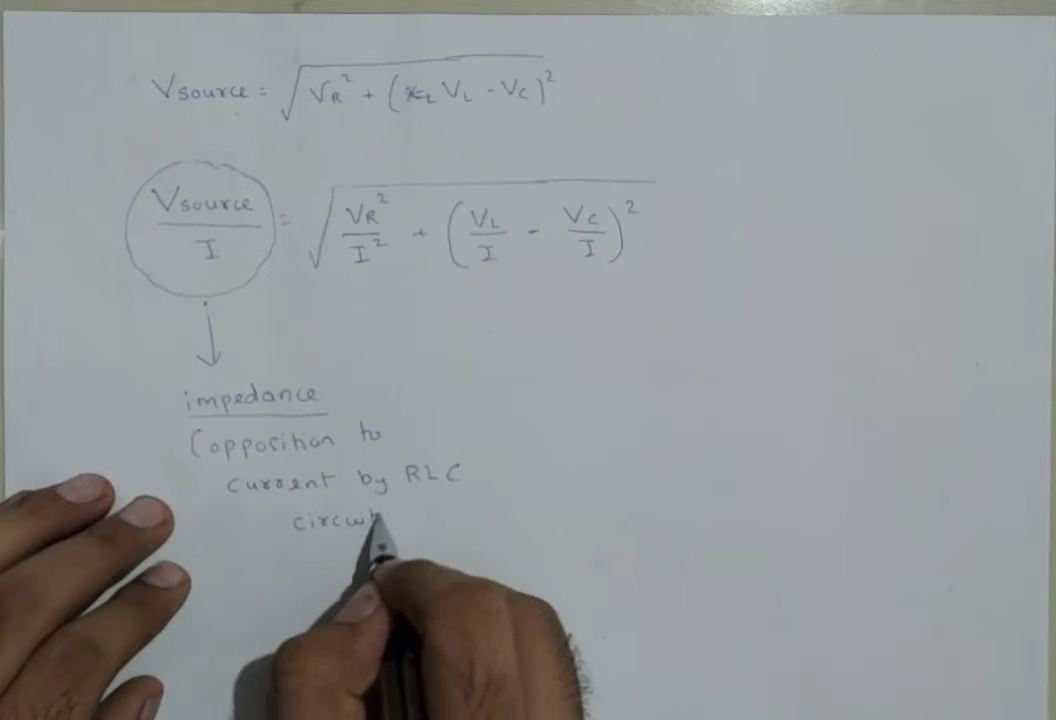 Vsource = √(VR² + (VL - VC)²)
Vsource/I = √(VR²/I² + (VL/I - VC/I)²)
impedance
(opposition to
current by RLC
circuit